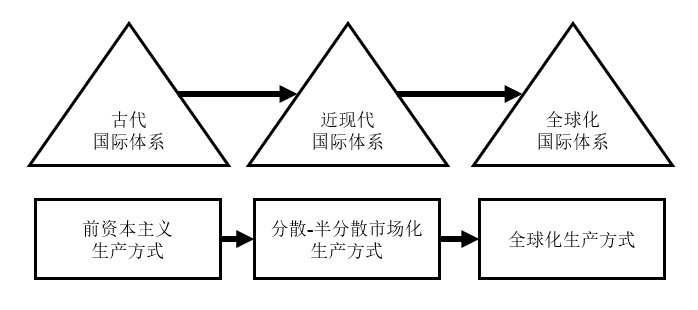 古代
国际体系
近现代
国际体系
全球化
国际体系
前资本主义
生产方式
分散-半分散市场化
生产方式
全球化生产方式